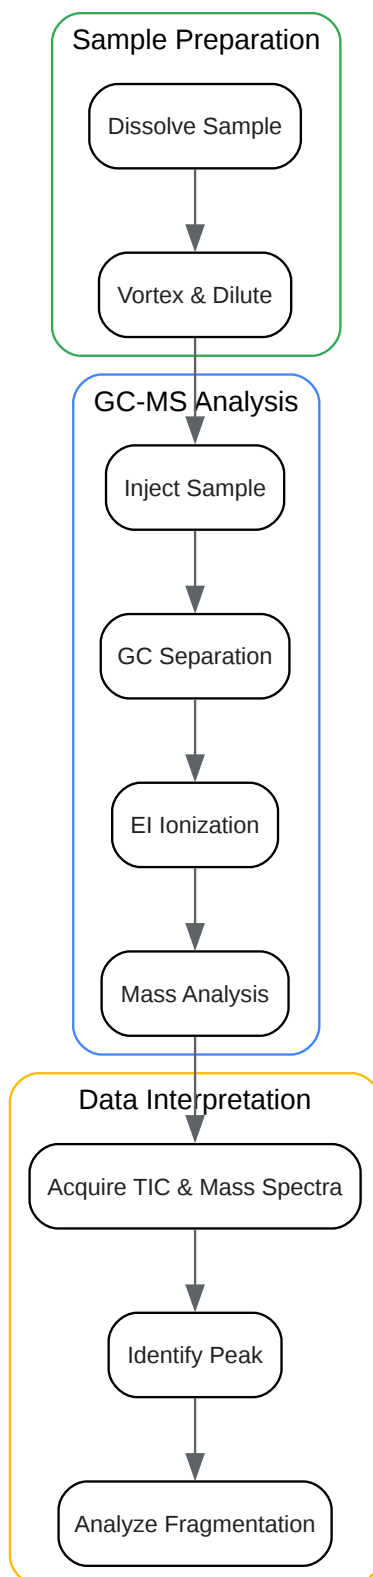 Sample Preparation
Dissolve Sample
Vortex & Dilute
GC-MS Analysis
Inject Sample
GC Separation
EI Ionization
Mass Analysis
Data Interpretation
Acquire TIC & Mass Spectra
Identify Peak
Analyze Fragmentation